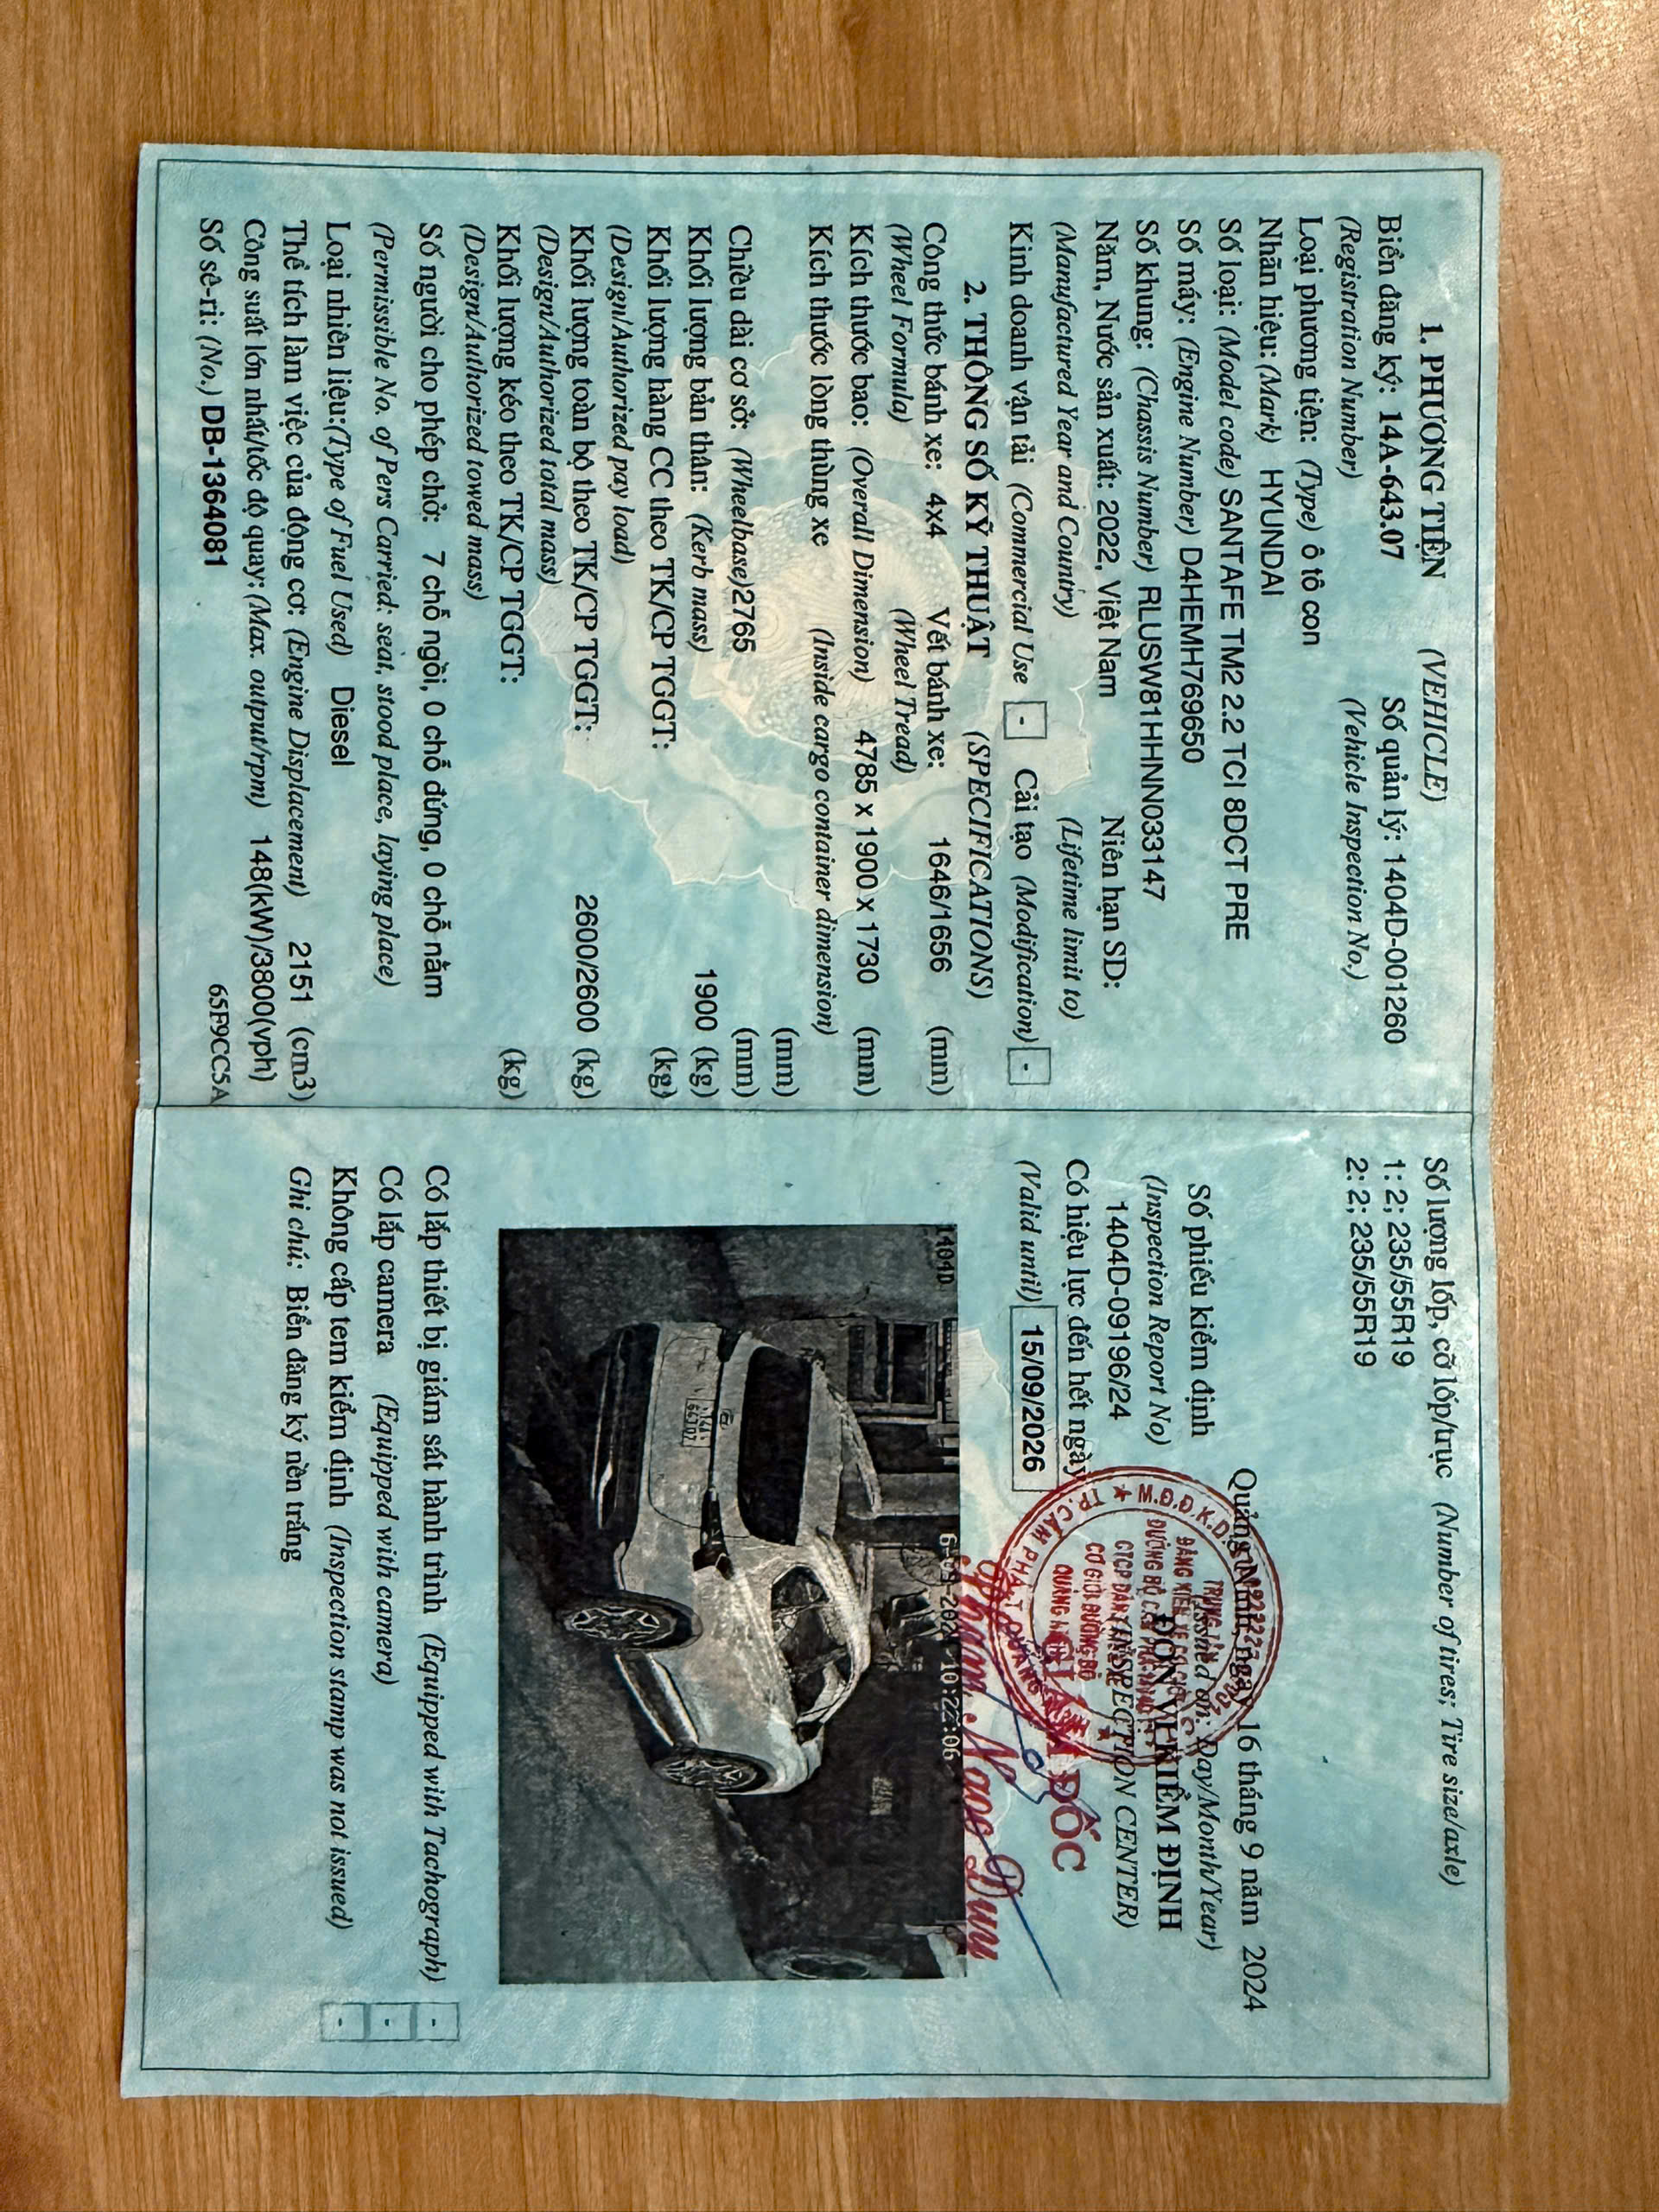 1. PHƯƠNG TIỆN (VEHICLE)
Biển đăng ký: 14A-643.07 Số quản lý: 1404D-001260
(Registration Number) (Vehicle Inspection No.)
Loại phương tiện: (Type) ô tô con
Nhãn hiệu: (Mark) HYUNDAI
Số loại: (Model code) SANTAFE TM2 2.2 TCI 8DCT PRE
Số máy: (Engine Number) D4HEMH769650
Số khung: (Chassis Number) RLUSW81HHNN033147
Năm, Nước sản xuất: 2022, Việt Nam Niên hạn SD:
(Manufactured Year and Country) (Lifetime limit to)
Kinh doanh vận tải (Commercial Use - Cải tạo (Modification) -
2. THÔNG SỐ KỸ THUẬT (SPECIFICATIONS)
Công thức bánh xe: 4x4 Vết bánh xe: 1646/1656 (mm)
(Wheel Formula) (Wheel Tread)
Kích thước bao: (Overall Dimension) 4785 x 1900 x 1730 (mm)
Kích thước lòng thùng xe (Inside cargo container dimension)
(mm)
Chiều dài cơ sở: (Wheelbase)2765 (mm)
Khối lượng bản thân: (Kerb mass) 1900 (kg)
Khối lượng hàng CC theo TK/CP TGGT: (kg)
(Design/Authorized pay load)
Khối lượng toàn bộ theo TK/CP TGGT: 2600/2600 (kg)
(Design/Authorized total mass)
Khối lượng kéo theo TK/CP TGGT: (kg)
(Design/Authorized towed mass)
Số người cho phép chở: 7 chỗ ngồi, 0 chỗ đứng, 0 chỗ nằm
(Permissible No. of Pers Carried: seat, stood place, laying place)
Loại nhiên liệu:(Type of Fuel Used) Diesel
Thể tích làm việc của động cơ: (Engine Displacement) 2151 (cm3)
Công suất lớn nhất/tốc độ quay:(Max. output/rpm) 148(kW)/3800(vph)
Số sê-ri: (No.) DB-1364081 65F9CC5A
Số lượng lốp, cỡ lốp/trục (Number of tires; Tire size/axle)
1: 2; 235/55R19
2: 2; 235/55R19
Quảng Ninh, ngày 16 tháng 9 năm 2024
(Issued on: Day/Month/Year)
Số phiếu kiểm định ĐƠN VỊ KIỂM ĐỊNH
(Inspection Report No) (INSPECTION CENTER)
1404D-09196/24
Có hiệu lực đến hết ngày GIÁM ĐỐC
(Valid until) 15/09/2026
TP.CẨM PHẢ
1404D 10:22:06
14A
643.07
Có lắp thiết bị giám sát hành trình (Equipped with Tachograph) -
Có lắp camera (Equipped with camera) -
Không cấp tem kiểm định (Inspection stamp was not issued) -
Ghi chú: Biển đăng ký nền trắng